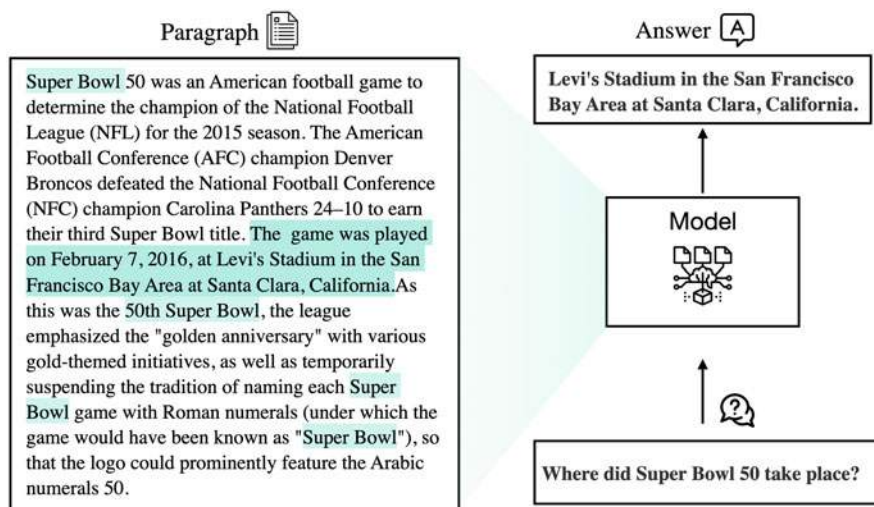 Paragraph
Super Bowl 50 was an American football game to
determine the champion of the National Football
League (NFL) for the 2015 season. The American
Football Conference (AFC) champion Denver
Broncos defeated the National Football Conference
(NFC) champion Carolina Panthers 24–10 to earn
their third Super Bowl title. The game was played
on February 7, 2016, at Levi's Stadium in the San
Francisco Bay Area at Santa Clara, California.As
this was the 50th Super Bowl, the league
emphasized the "golden anniversary" with various
gold-themed initiatives, as well as temporarily
suspending the tradition of naming each Super
Bowl game with Roman numerals (under which the
game would have been known as "Super Bowl"), so
that the logo could prominently feature the Arabic
numerals 50.
Answer
A
Levi's Stadium in the San Francisco
Bay Area at Santa Clara, California.
Model
?
Where did Super Bowl 50 take place?